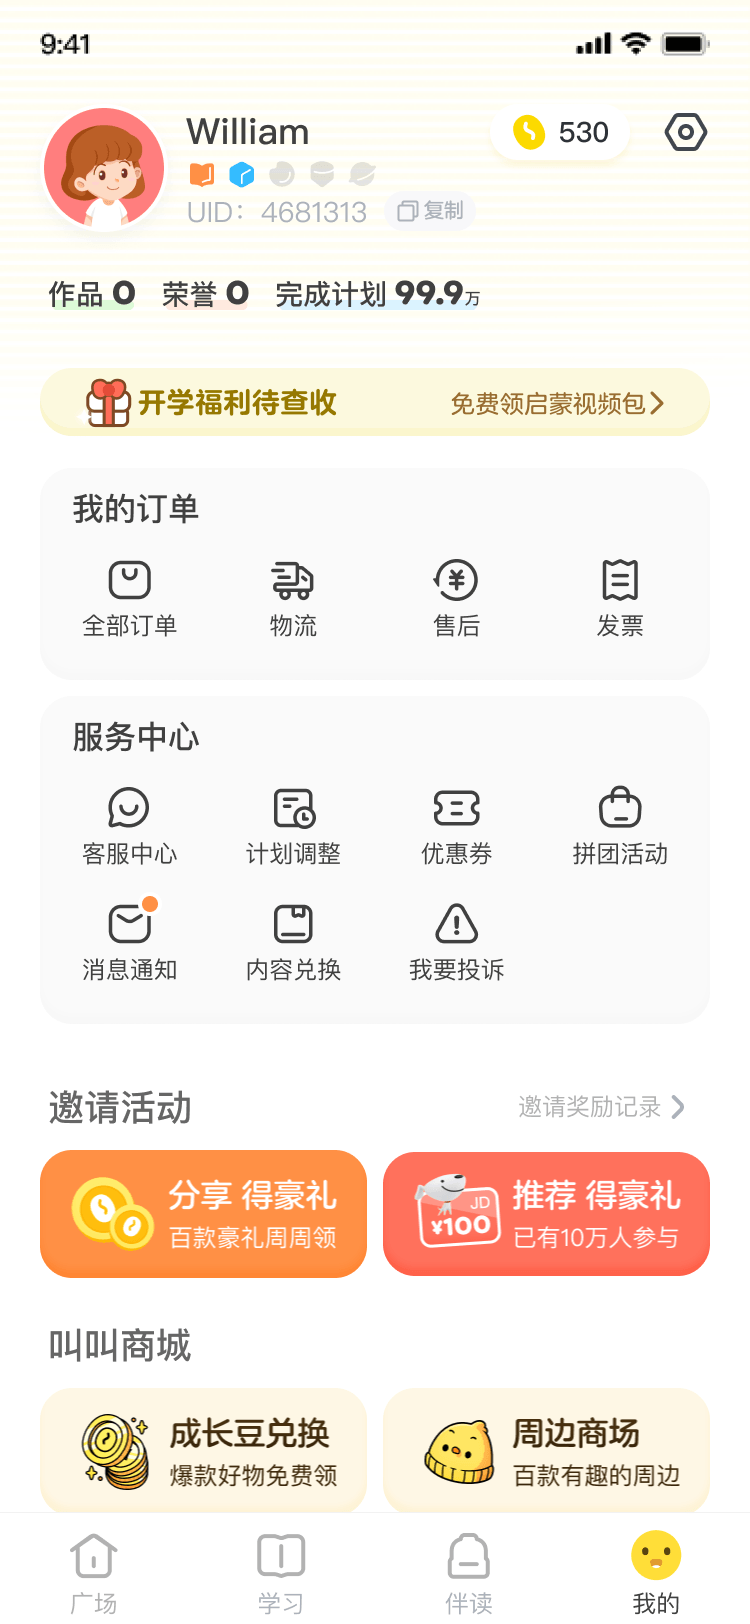 9:41
William
530
UID： 4681313 复制
作品 0 荣誉 0 完成计划 99.9万
开学福利待查收 免费领启蒙视频包
我的订单
全部订单 物流 售后 发票
服务中心
客服中心 计划调整 优惠券 拼团活动
消息通知 内容兑换 我要投诉
邀请活动 邀请奖励记录
分享 得豪礼
百款豪礼周周领
JD
¥100
推荐 得豪礼
已有10万人参与
叫叫商城
成长豆兑换
爆款好物免费领
周边商场
百款有趣的周边
广场 学习 伴读 我的